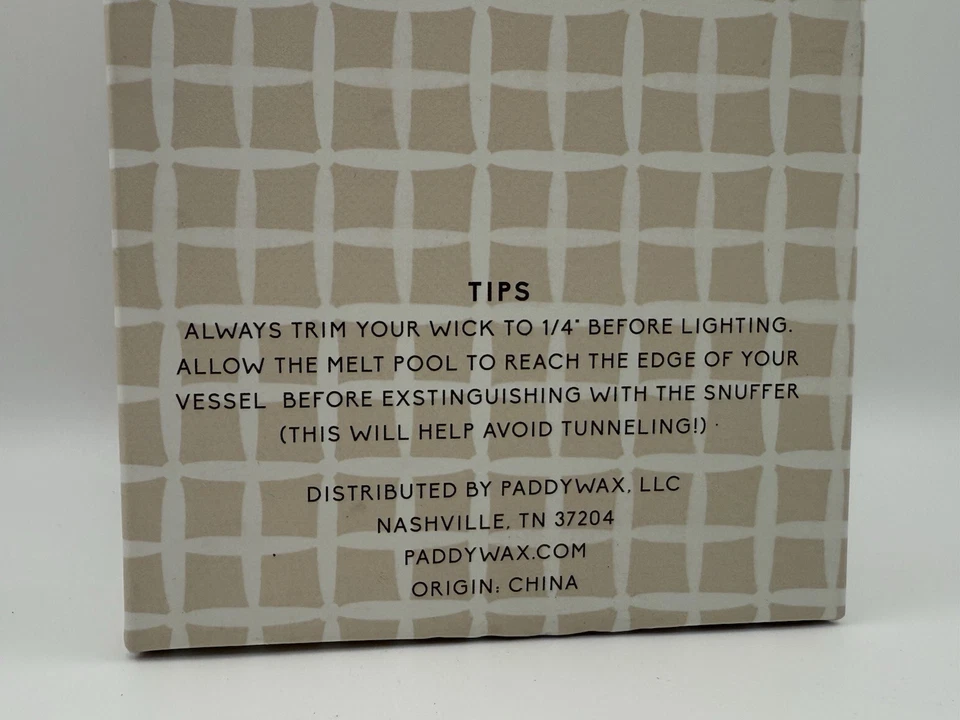 TIPS
ALWAYS TRIM YOUR WICK TO 1/4" BEFORE LIGHTING.
ALLOW THE MELT POOL TO REACH THE EDGE OF YOUR
VESSEL BEFORE EXSTINGUISHING WITH THE SNUFFER
(THIS WILL HELP AVOID TUNNELING!)
DISTRIBUTED BY PADDYWAX, LLC
NASHVILLE, TN 37204
PADDYWAX.COM
ORIGIN: CHINA